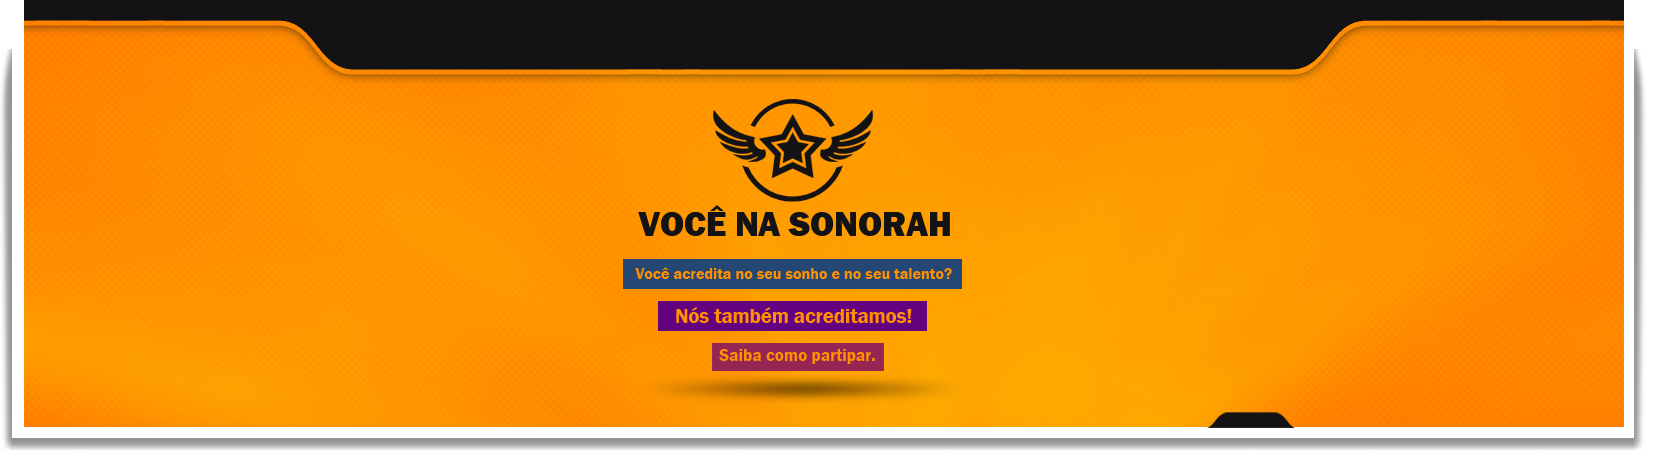 VOCÊ NA SONORAH
Você acredita no seu sonho e no seu talento?
Nós também acreditamos!
Saiba como partipar.